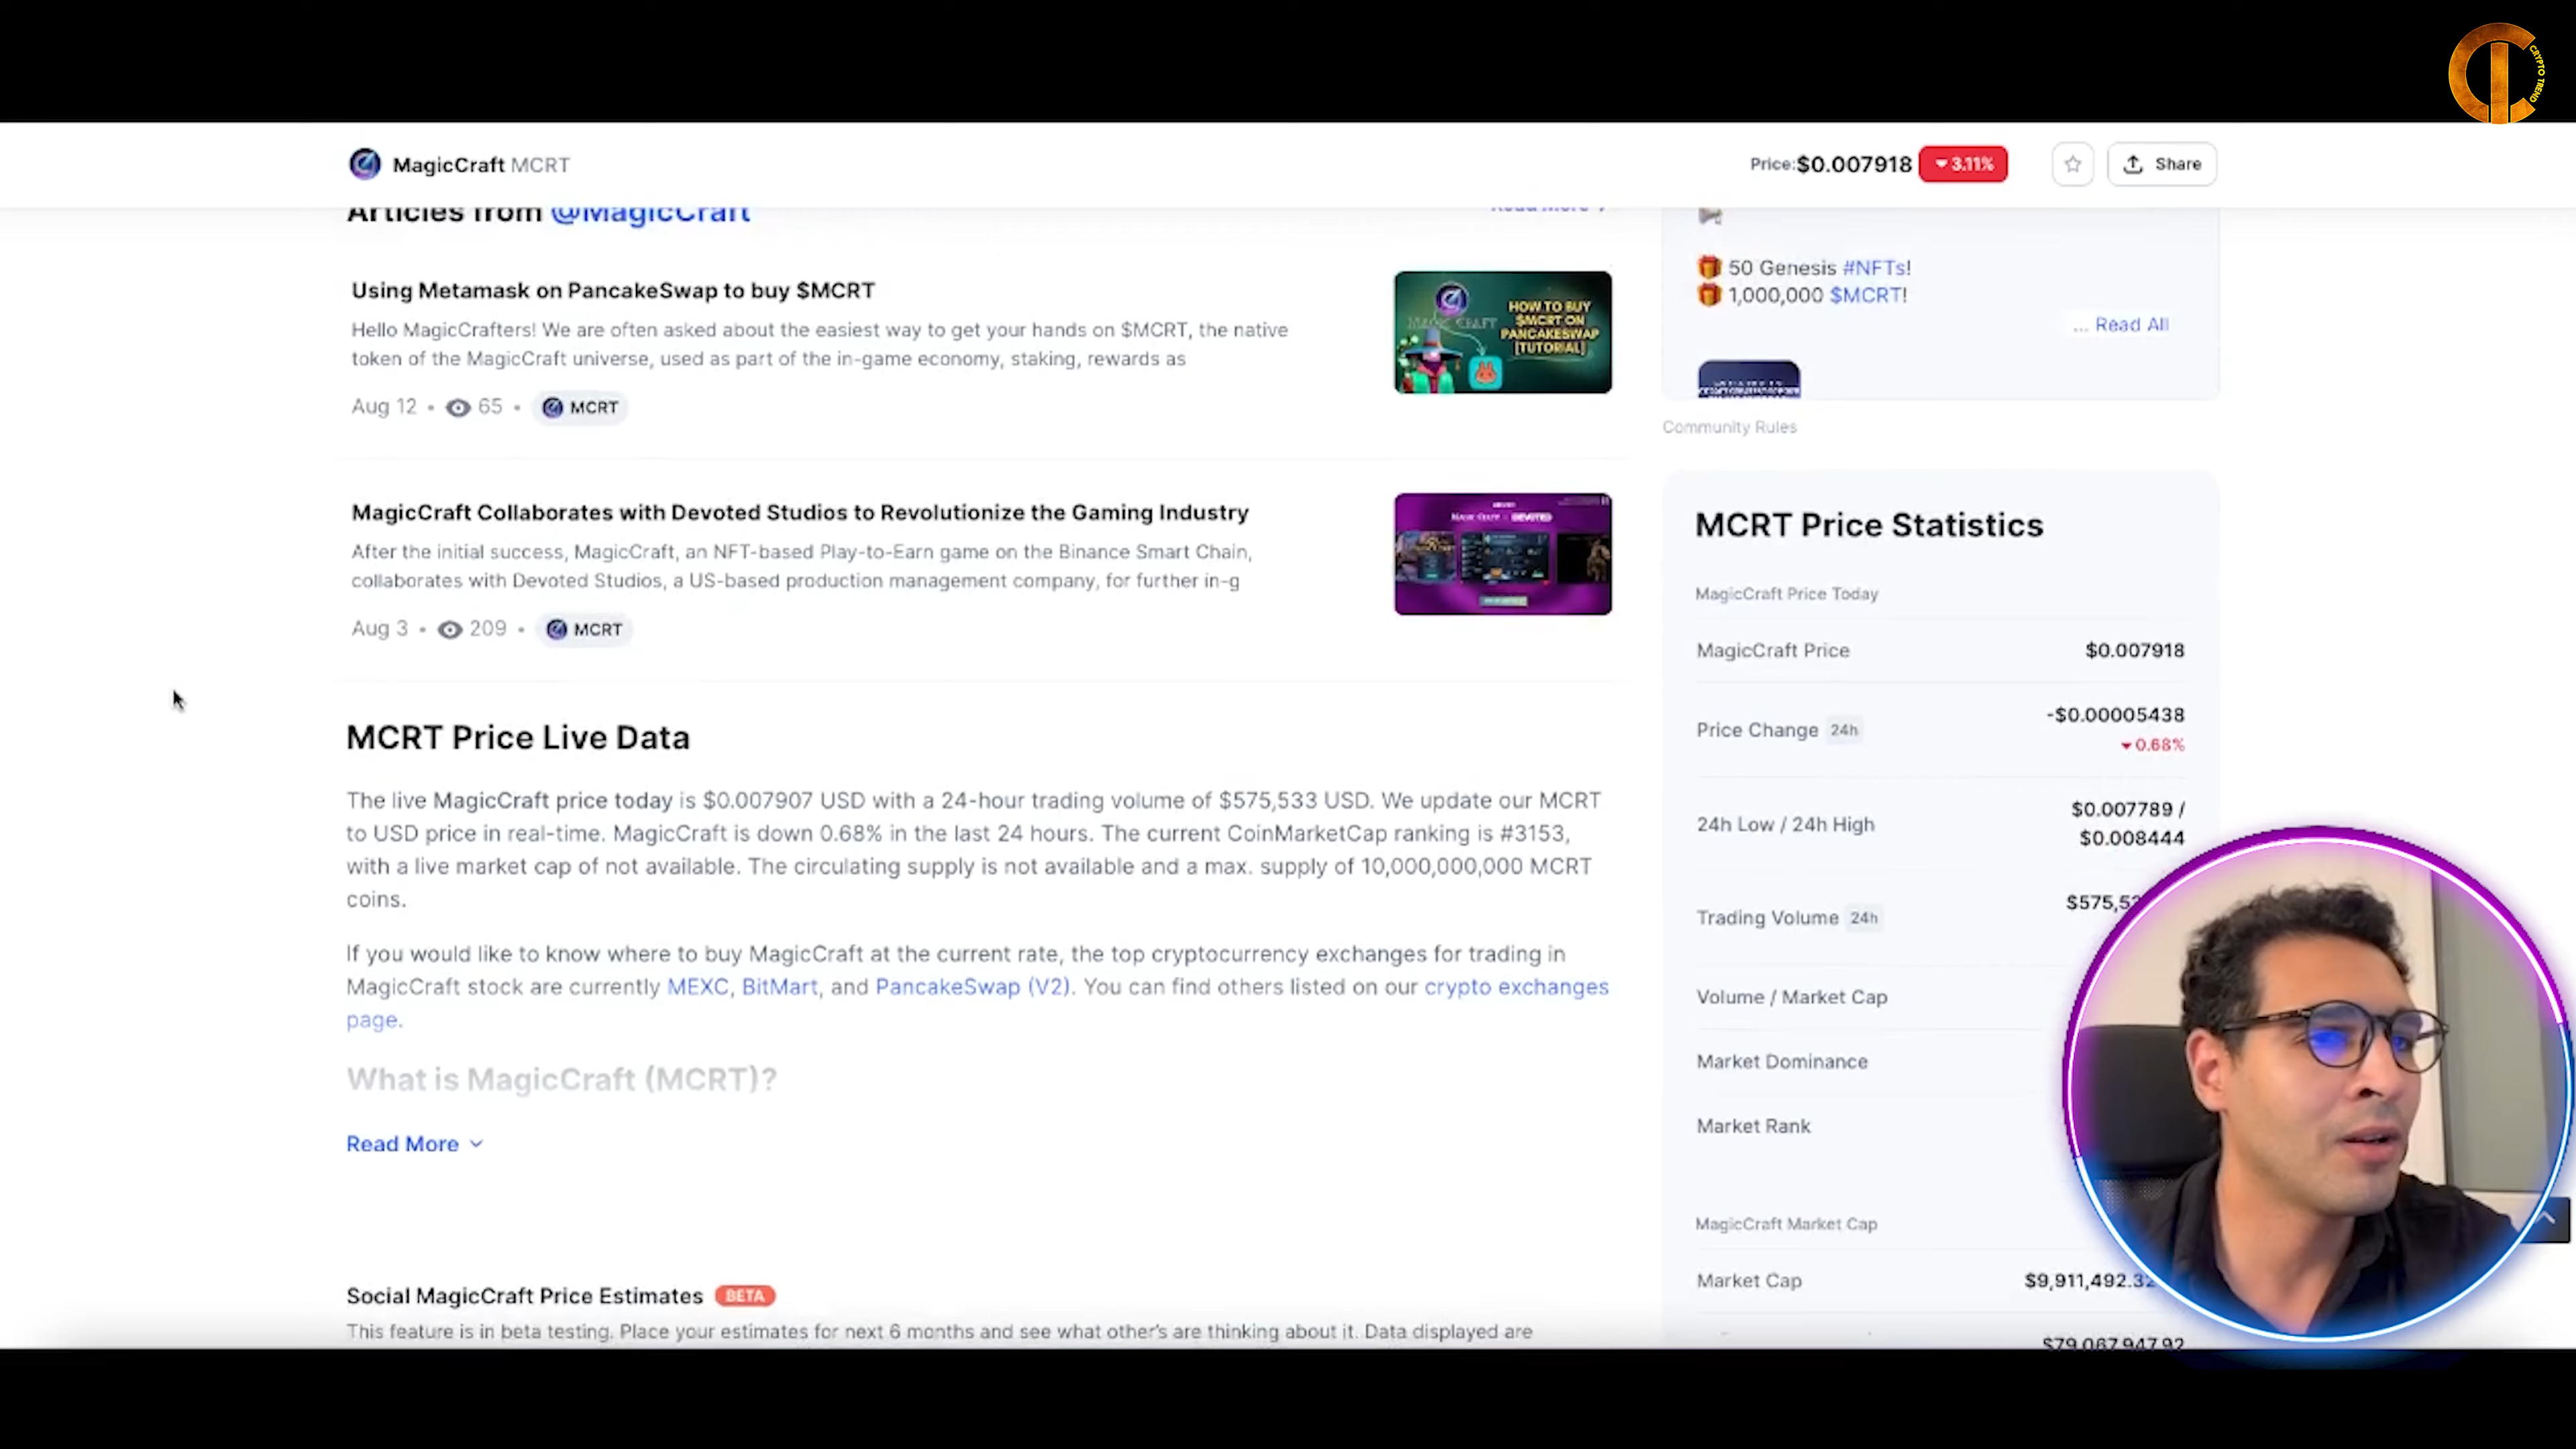 CRYPTO TREND
MagicCraft MCRT
Price:$0.007918 3.11% Share
Articles from @MagicCraft
Read More
Using Metamask on PancakeSwap to buy $MCRT
Hello MagicCrafters! We are often asked about the easiest way to get your hands on $MCRT, the native
token of the MagicCraft universe, used as part of the in-game economy, staking, rewards as
Aug 12 • 65 • MCRT
HOW TO BUY
$MCRT ON
PANCAKESWAP
[TUTORIAL]
MagicCraft Collaborates with Devoted Studios to Revolutionize the Gaming Industry
After the initial success, MagicCraft, an NFT-based Play-to-Earn game on the Binance Smart Chain,
collaborates with Devoted Studios, a US-based production management company, for further in-g
Aug 3 • 209 • MCRT
MCRT Price Live Data
The live MagicCraft price today is $0.007907 USD with a 24-hour trading volume of $575,533 USD. We update our MCRT
to USD price in real-time. MagicCraft is down 0.68% in the last 24 hours. The current CoinMarketCap ranking is #3153,
with a live market cap of not available. The circulating supply is not available and a max. supply of 10,000,000,000 MCRT
coins.
If you would like to know where to buy MagicCraft at the current rate, the top cryptocurrency exchanges for trading in
MagicCraft stock are currently MEXC, BitMart, and PancakeSwap (V2). You can find others listed on our crypto exchanges
page.
What is MagicCraft (MCRT)?
Read More
Social MagicCraft Price Estimates BETA
This feature is in beta testing. Place your estimates for next 6 months and see what other's are thinking about it. Data displayed are
50 Genesis #NFTs!
1,000,000 $MCRT!
... Read All
Community Rules
MCRT Price Statistics
MagicCraft Price Today
MagicCraft Price $0.007918
Price Change 24h -$0.00005438
0.68%
24h Low / 24h High $0.007789 /
$0.008444
Trading Volume 24h $575,5
Volume / Market Cap
Market Dominance
Market Rank
MagicCraft Market Cap
Market Cap $9,911,492.32
$79,067,947.92